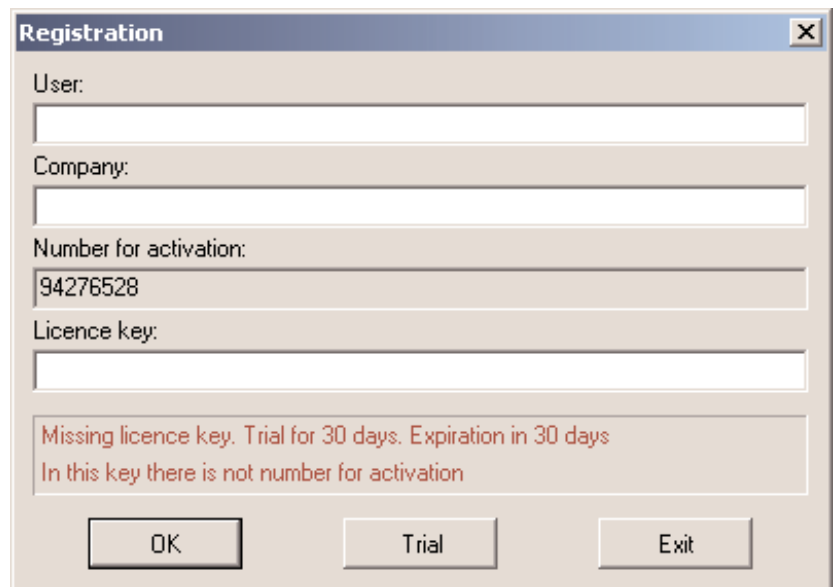 Registration
User:
Company:
Number for activation:
94276528
Licence key:
Missing licence key. Trial for 30 days. Expiration in 30 days
In this key there is not number for activation
OK Trial Exit